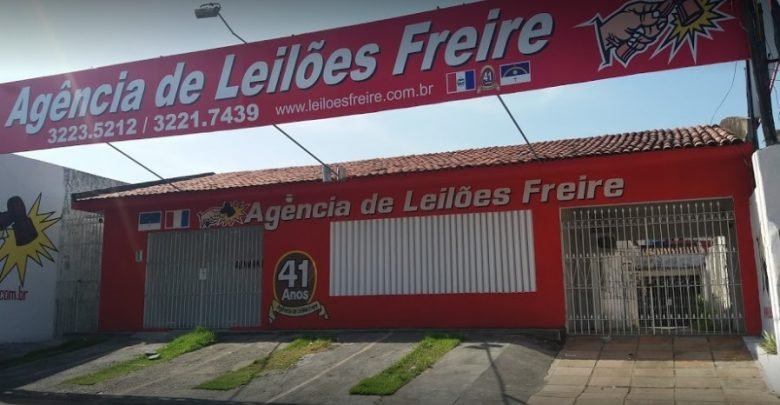 Agência de Leilões Freire
3223.5212 / 3221.7439
www.leiloesfreire.com.br
41
Agência de Leilões Freire
41
Anos
com.br